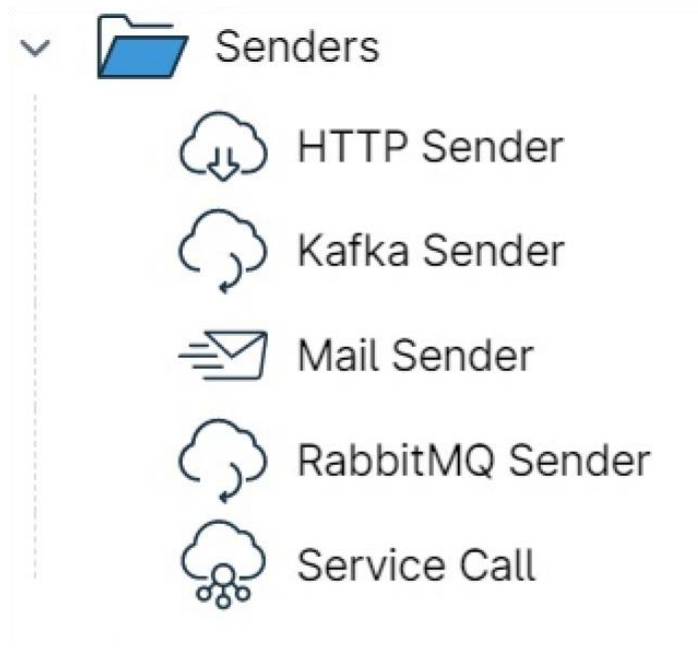 Senders
HTTP Sender
Kafka Sender
Mail Sender
RabbitMQ Sender
Service Call